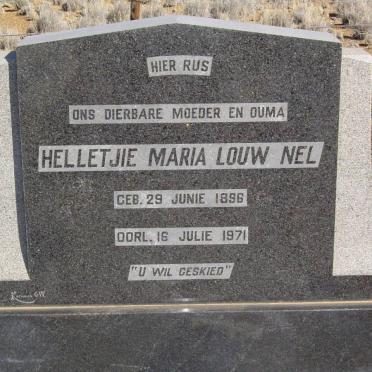 HIER RUS
ONS DIERBARE MOEDER EN OUMA
HELLETJIE MARIA LOUW NEL
GEB. 29 JUNIE 1896
OORL. 16 JULIE 1971
"U WIL GESKIED"